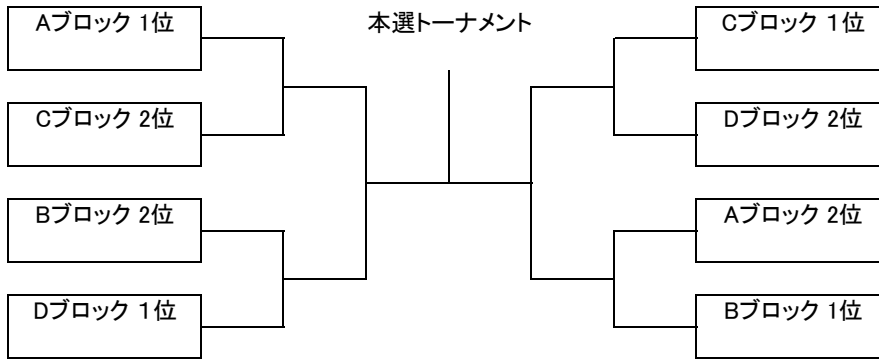 本選トーナメント
Aブロック 1位
Cブロック 2位
Bブロック 2位
Dブロック 1位
Cブロック 1位
Dブロック 2位
Aブロック 2位
Bブロック 1位